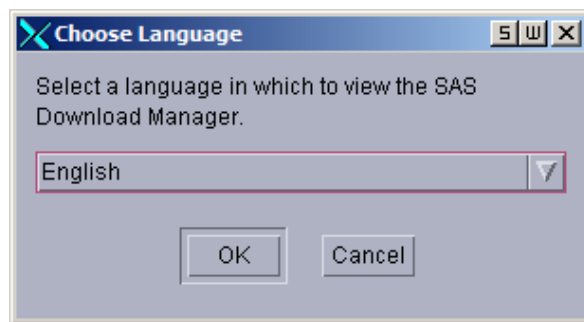 Choose Language
S W X
Select a language in which to view the SAS
Download Manager.
English
OK Cancel